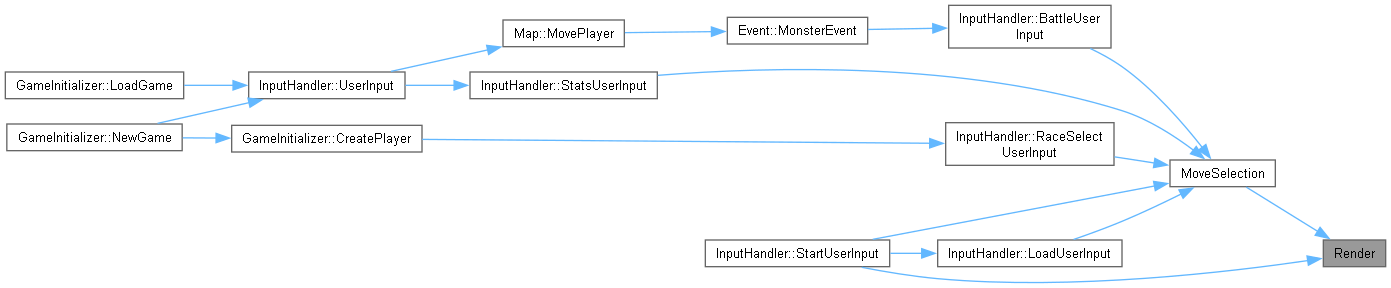 InputHandler::BattleUser
Input
Map::MovePlayer
Event::MonsterEvent
GameInitializer::LoadGame
InputHandler::UserInput
InputHandler::StatsUserInput
GameInitializer::NewGame
GameInitializer::CreatePlayer
InputHandler::RaceSelect
UserInput
MoveSelection
InputHandler::StartUserInput
InputHandler::LoadUserInput
Render